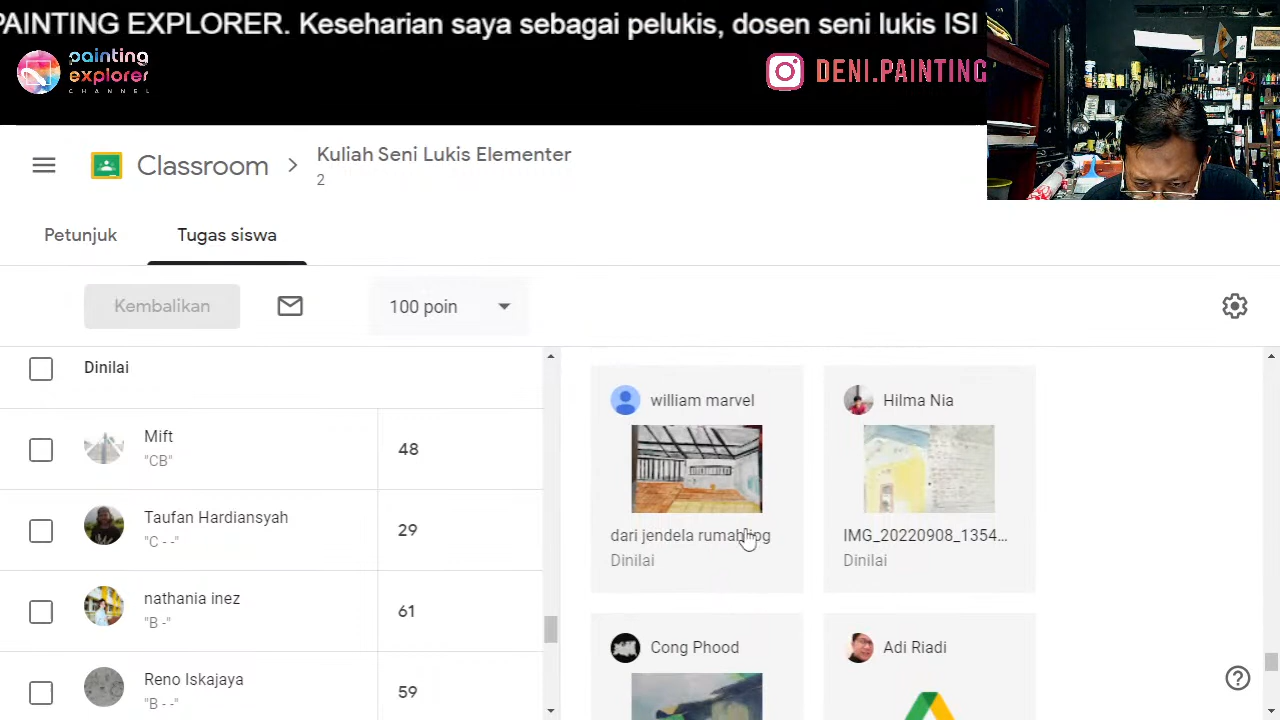 PAINTING EXPLORER. Keseharian saya sebagai pelukis, dosen seni lukis ISI
painting
explorer
CHANNEL
DENI.PAINTING
Classroom
Kuliah Seni Lukis Elementer
2
Petunjuk
Tugas siswa
Kembalikan
100 poin
Dinilai
Mift
"CB"
48
Taufan Hardiansyah
"C - -"
29
nathania inez
"B -"
61
Reno Iskajaya
"B - -"
59
william marvel
dari jendela rumah.jpg
Dinilai
Hilma Nia
IMG_20220908_1354...
Dinilai
Cong Phood
Adi Riadi